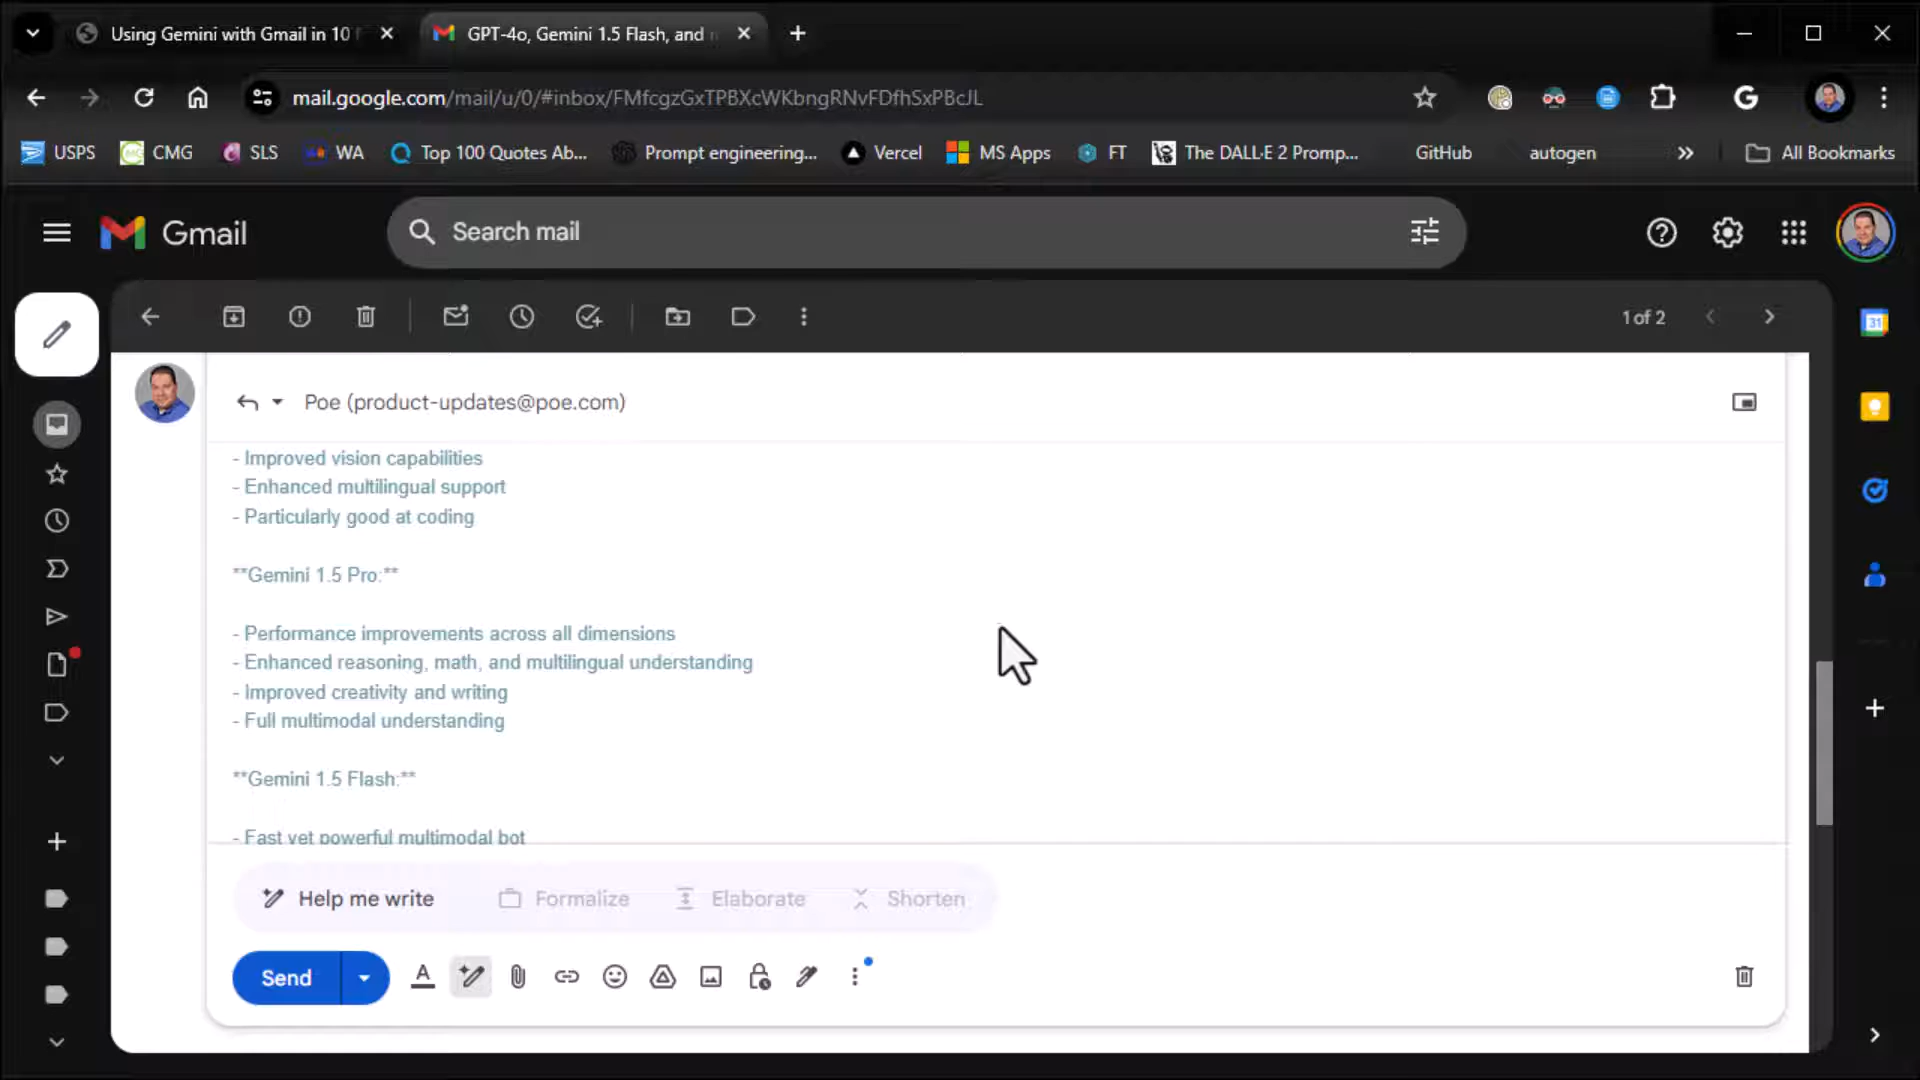 Using Gemini with Gmail in 10
GPT-4o, Gemini 1.5 Flash, and
mail.google.com/mail/u/0/#inbox/FMfcgzGxTPBXcWKbngRNvFDfhSxPBcJL
USPS
CMG
SLS
WA
Top 100 Quotes Ab...
Prompt engineering...
Vercel
MS Apps
FT
The DALL·E 2 Promp...
GitHub
autogen
All Bookmarks
Gmail
Search mail
1 of 2
31
Poe (product-updates@poe.com)
- Improved vision capabilities
- Enhanced multilingual support
- Particularly good at coding
**Gemini 1.5 Pro:**
- Performance improvements across all dimensions
- Enhanced reasoning, math, and multilingual understanding
- Improved creativity and writing
- Full multimodal understanding
**Gemini 1.5 Flash:**
- Fast yet powerful multimodal bot
Help me write
Formalize
Elaborate
Shorten
Send